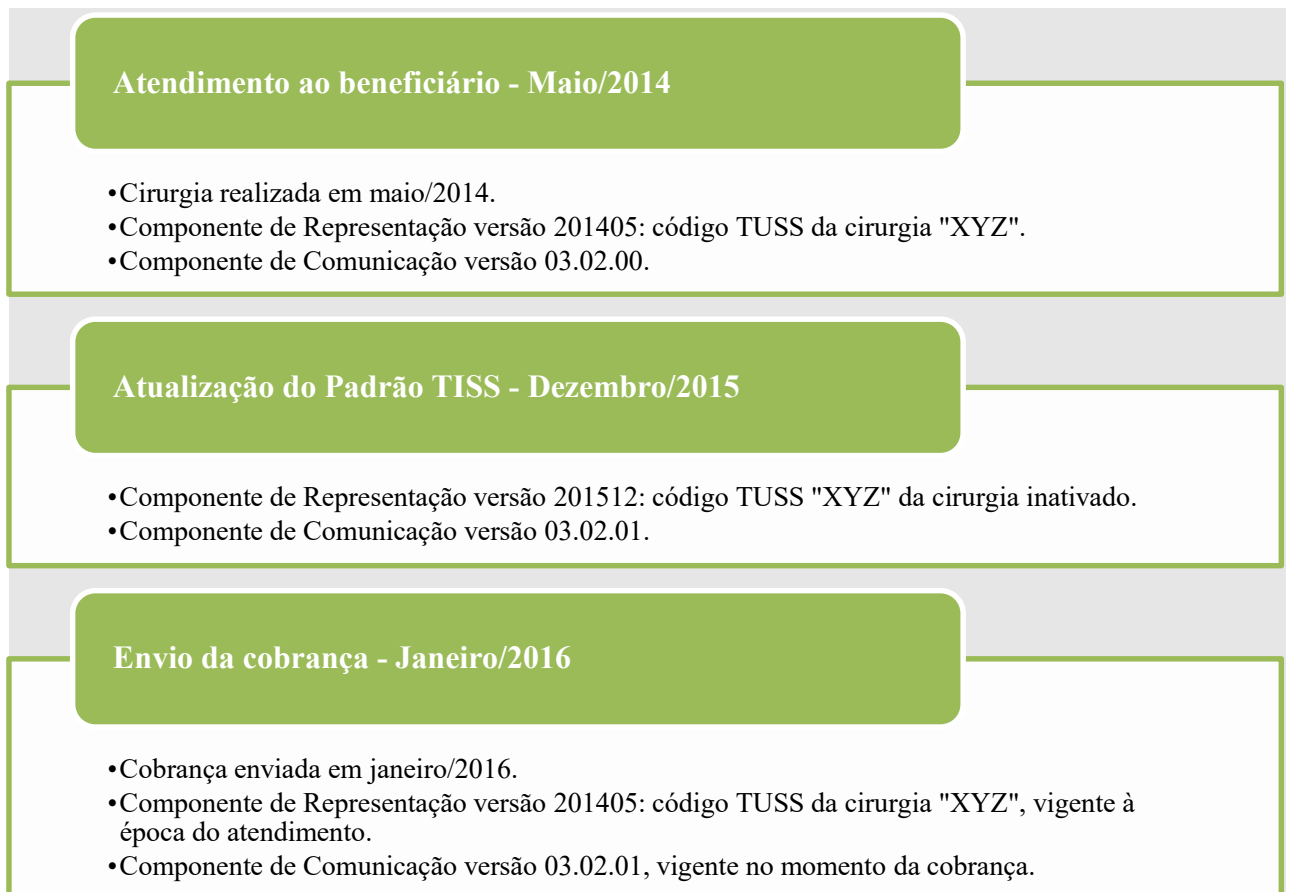 Atendimento ao beneficiário - Maio/2014
•Cirurgia realizada em maio/2014.
•Componente de Representação versão 201405: código TUSS da cirurgia "XYZ".
•Componente de Comunicação versão 03.02.00.
Atualização do Padrão TISS - Dezembro/2015
•Componente de Representação versão 201512: código TUSS "XYZ" da cirurgia inativado.
•Componente de Comunicação versão 03.02.01.
Envio da cobrança - Janeiro/2016
•Cobrança enviada em janeiro/2016.
•Componente de Representação versão 201405: código TUSS da cirurgia "XYZ", vigente à
época do atendimento.
•Componente de Comunicação versão 03.02.01, vigente no momento da cobrança.